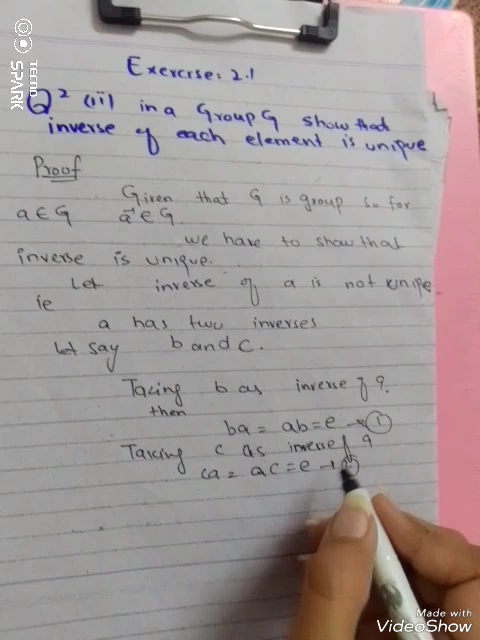 Exercise: 2.1
Q2 (ii) in a Group G show that
inverse of each element is unique
Proof
Given that G is group so for
a ∈ G a⁻¹ ∈ G.
we have to show that
inverse is unique.
Let inverse of a is not unique
ie
a has two inverses
Let say b and c.
Taking b as inverse of a.
then
ba = ab = e → ①
Taking c as inverse of a
ca = ac = e →
TECNO
SPARK
Made with
VideoShow